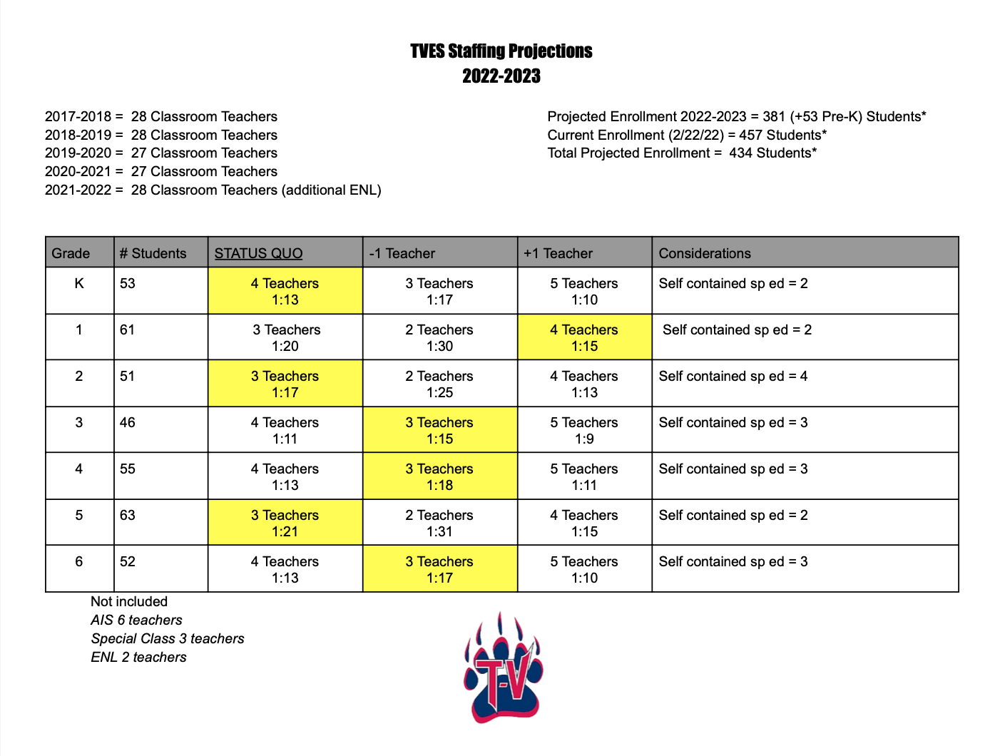 TVES Staffing Projections
2022-2023
2017-2018 = 28 Classroom Teachers
2018-2019 = 28 Classroom Teachers
2019-2020 = 27 Classroom Teachers
2020-2021 = 27 Classroom Teachers
2021-2022 = 28 Classroom Teachers (additional ENL)
Projected Enrollment 2022-2023 = 381 (+53 Pre-K) Students*
Current Enrollment (2/22/22) = 457 Students*
Total Projected Enrollment = 434 Students*
Grade # Students STATUS QUO -1 Teacher +1 Teacher Considerations
K 53 4 Teachers 3 Teachers 5 Teachers Self contained sp ed = 2
1:13 1:17 1:10
1 61 3 Teachers 2 Teachers 4 Teachers Self contained sp ed = 2
1:20 1:30 1:15
2 51 3 Teachers 2 Teachers 4 Teachers Self contained sp ed = 4
1:17 1:25 1:13
3 46 4 Teachers 3 Teachers 5 Teachers Self contained sp ed = 3
1:11 1:15 1:9
4 55 4 Teachers 3 Teachers 5 Teachers Self contained sp ed = 3
1:13 1:18 1:11
5 63 3 Teachers 2 Teachers 4 Teachers Self contained sp ed = 2
1:21 1:31 1:15
6 52 4 Teachers 3 Teachers 5 Teachers Self contained sp ed = 3
1:13 1:17 1:10
Not included
AIS 6 teachers
Special Class 3 teachers
ENL 2 teachers
T-V